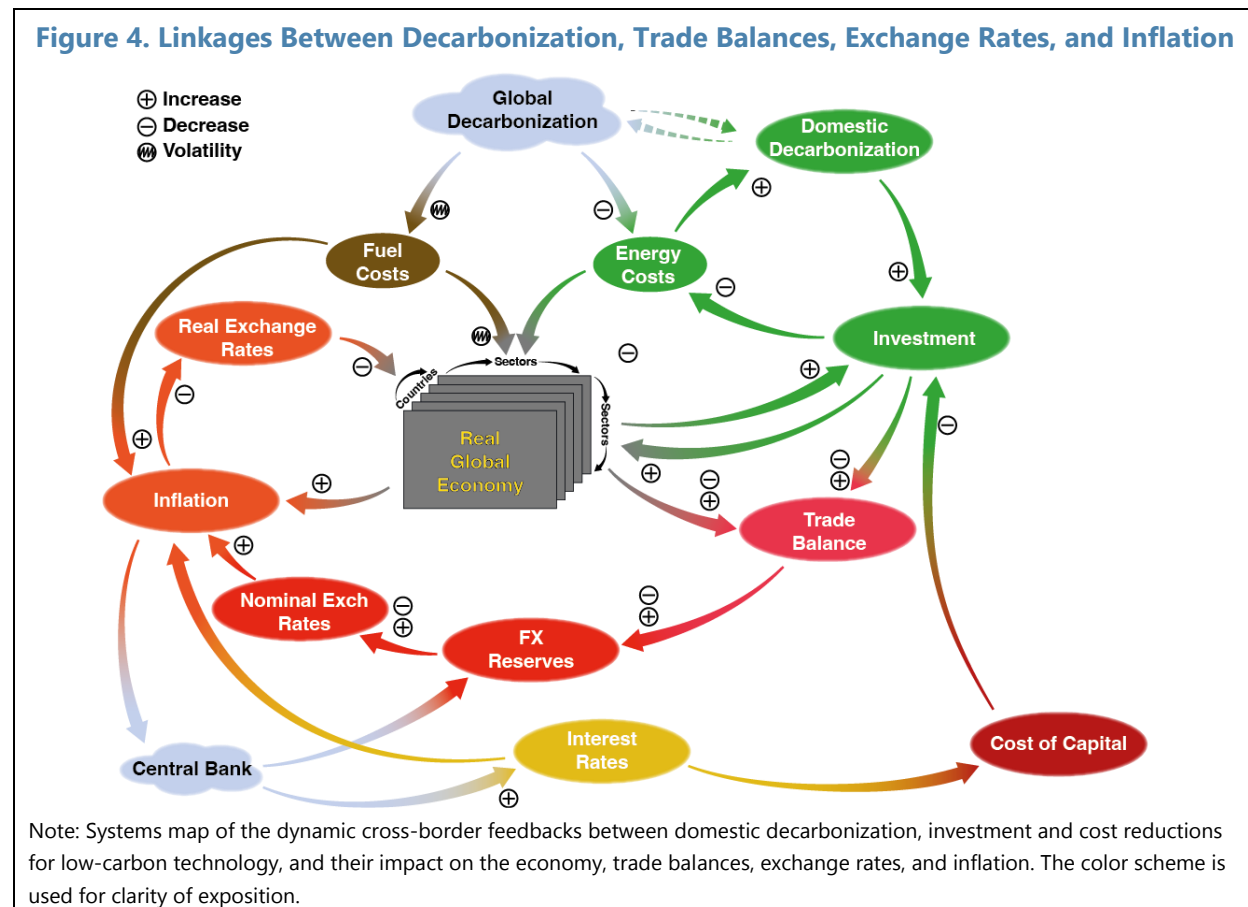 Figure 4. Linkages Between Decarbonization, Trade Balances, Exchange Rates, and Inflation
Increase
Decrease
Volatility
Global
Decarbonization
Domestic
Decarbonization
Fuel
Costs
Energy
Costs
Real Exchange
Rates
Investment
Countries
Sectors
Sectors
Real
Global
Economy
Inflation
Trade
Balance
Nominal Exch
Rates
FX
Reserves
Central Bank
Interest
Rates
Cost of Capital
Note: Systems map of the dynamic cross-border feedbacks between domestic decarbonization, investment and cost reductions
for low-carbon technology, and their impact on the economy, trade balances, exchange rates, and inflation. The color scheme is
used for clarity of exposition.